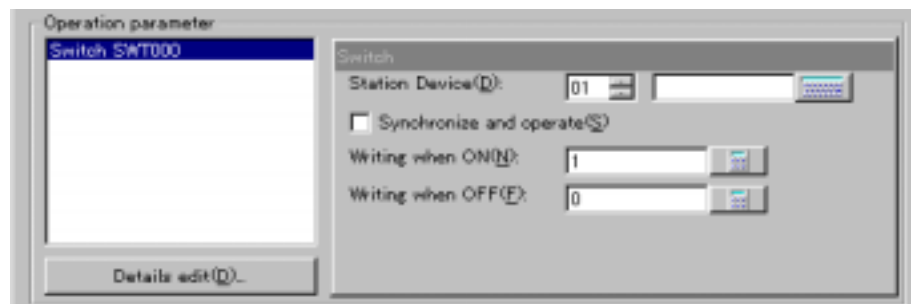 Operation parameter
Switch SWT000
Switch
Station Device(D): 01
Synchronize and operate(S)
Writing when ON(N): 1
Writing when OFF(F): 0
Details edit(D)...